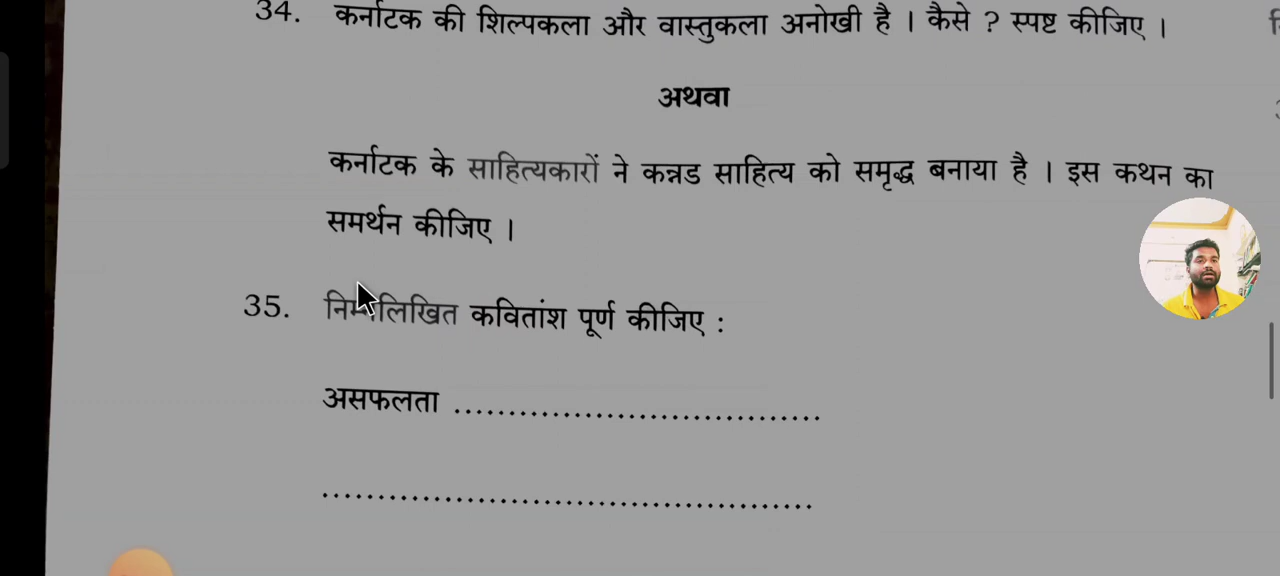 34. कर्नाटक की शिल्पकला और वास्तुकला अनोखी है । कैसे ? स्पष्ट कीजिए ।
अथवा
कर्नाटक के साहित्यकारों ने कन्नड साहित्य को समृद्ध बनाया है । इस कथन का
समर्थन कीजिए ।
35. निम्नलिखित कवितांश पूर्ण कीजिए :
असफलता ........................................
......................................................